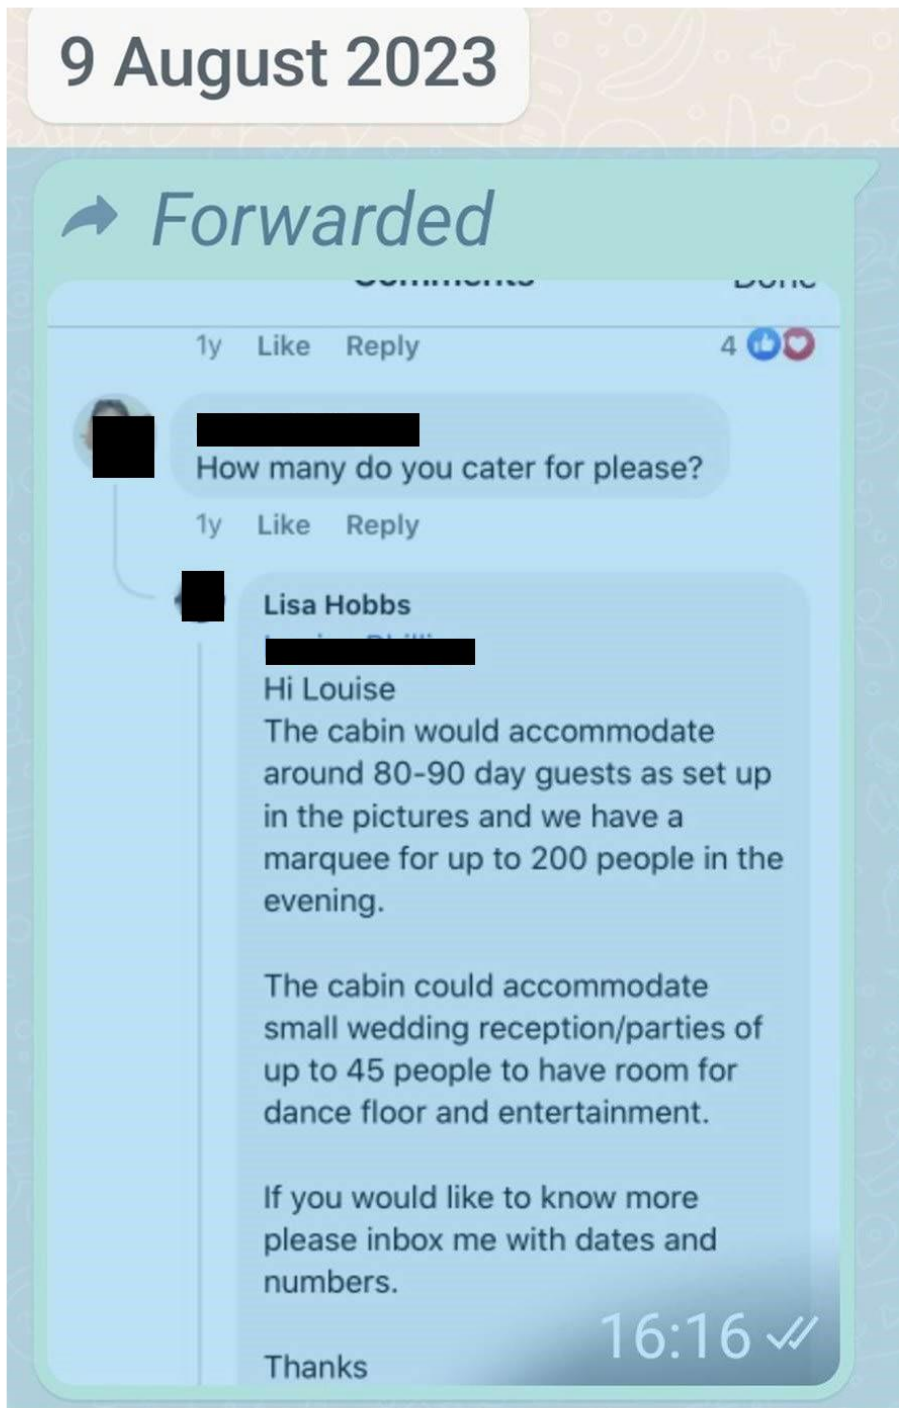 9 August 2023
Forwarded
Comments
Done
1y Like Reply 4
How many do you cater for please?
1y Like Reply
Lisa Hobbs
Hi Louise
The cabin would accommodate
around 80-90 day guests as set up
in the pictures and we have a
marquee for up to 200 people in the
evening.
The cabin could accommodate
small wedding reception/parties of
up to 45 people to have room for
dance floor and entertainment.
If you would like to know more
please inbox me with dates and
numbers.
Thanks
16:16